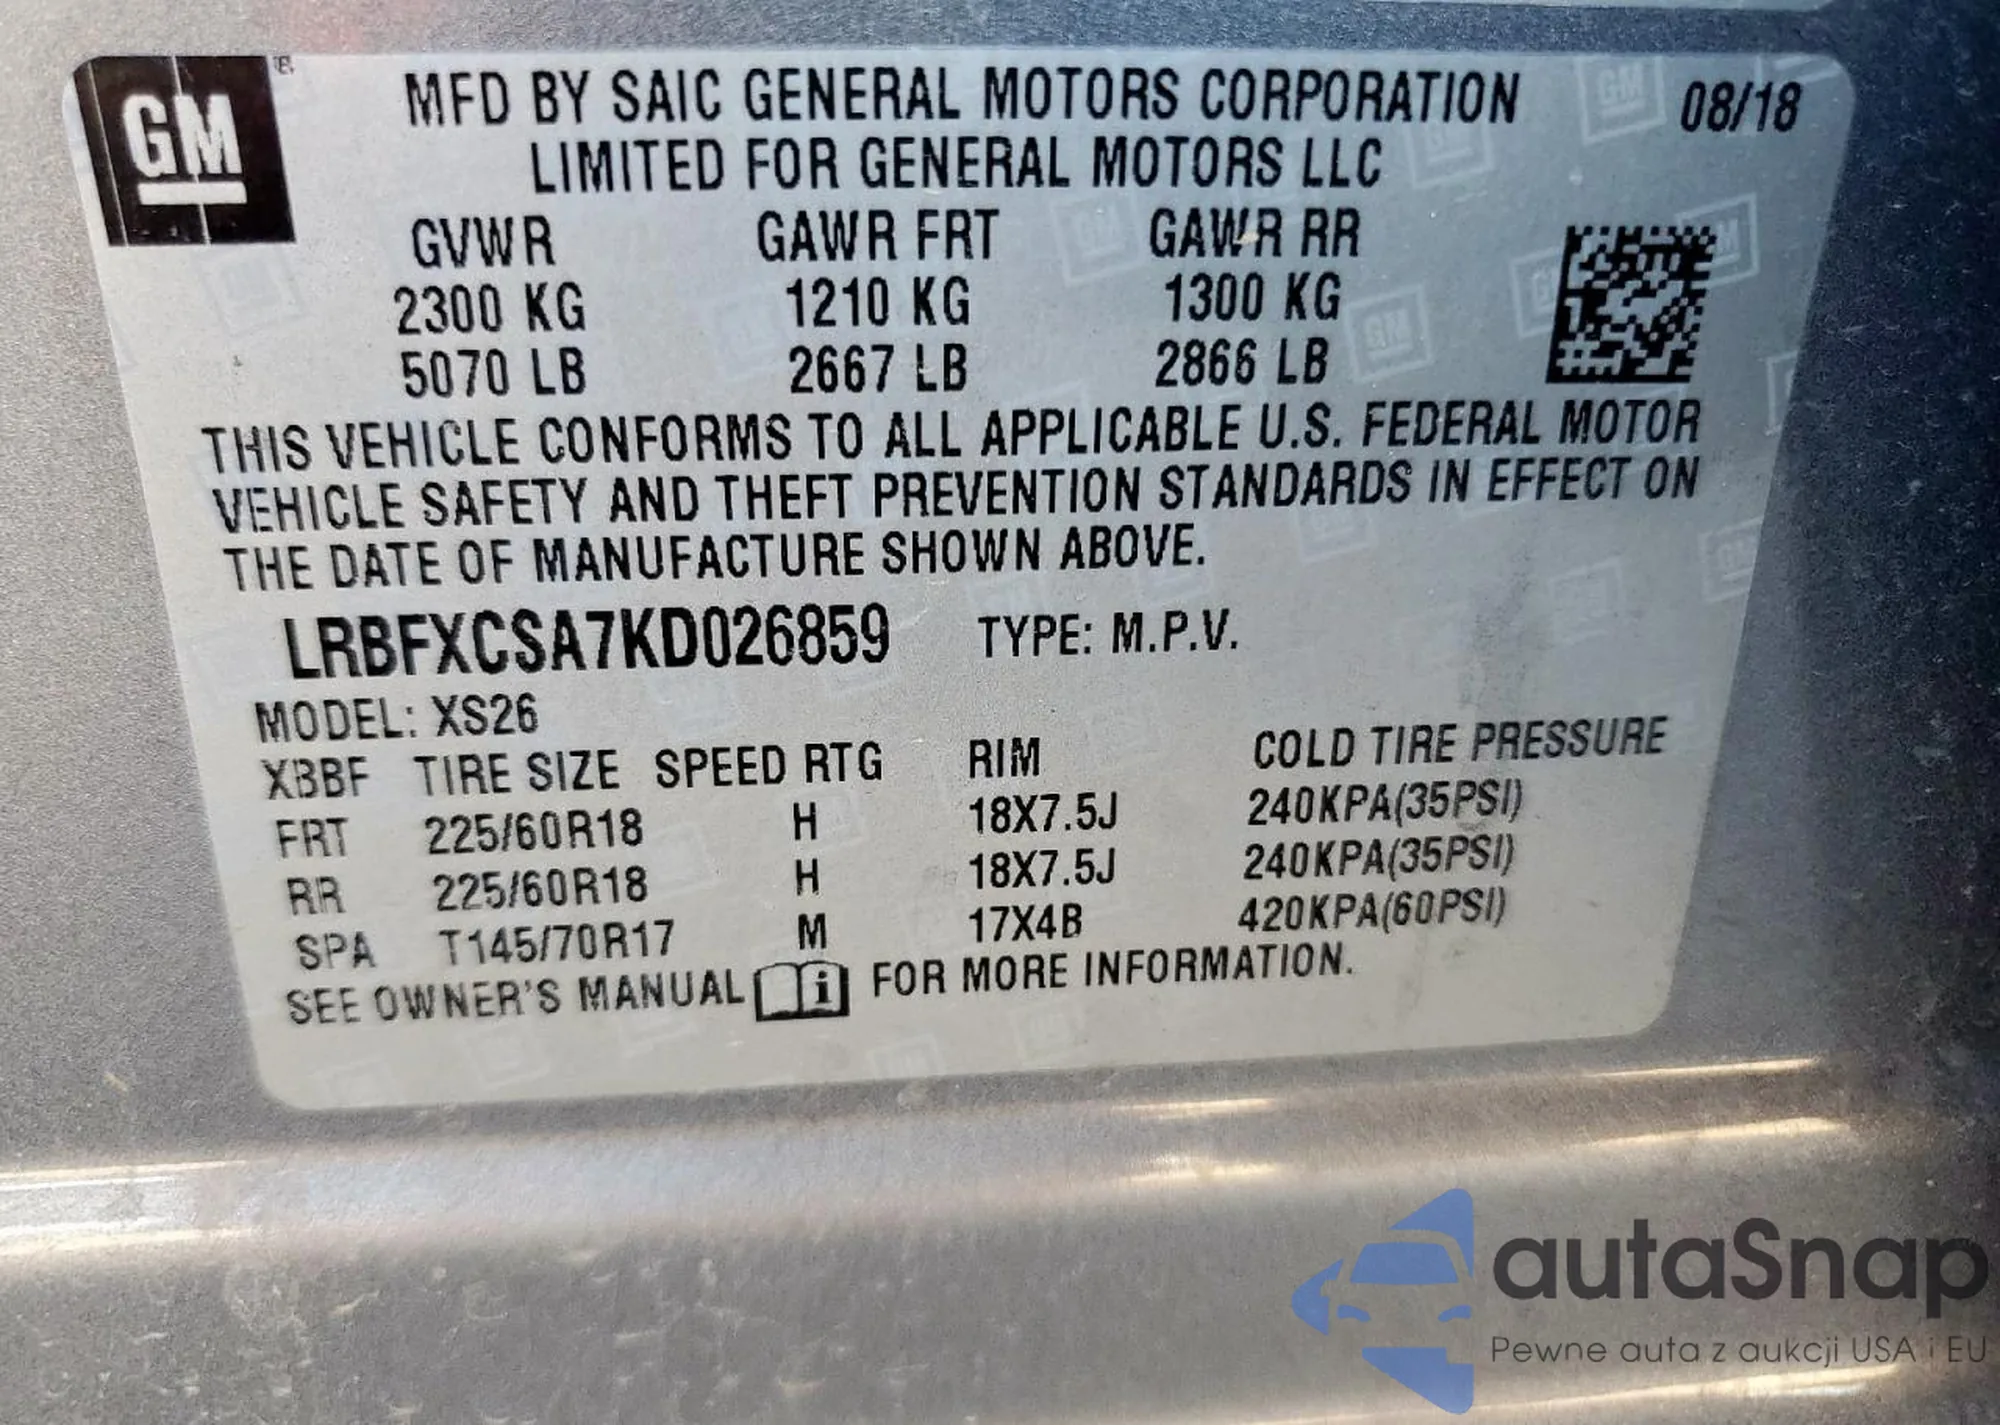 GM ®
MFD BY SAIC GENERAL MOTORS CORPORATION 08/18
LIMITED FOR GENERAL MOTORS LLC
GVWR GAWR FRT GAWR RR
2300 KG 1210 KG 1300 KG
5070 LB 2667 LB 2866 LB
THIS VEHICLE CONFORMS TO ALL APPLICABLE U.S. FEDERAL MOTOR
VEHICLE SAFETY AND THEFT PREVENTION STANDARDS IN EFFECT ON
THE DATE OF MANUFACTURE SHOWN ABOVE.
LRBFXCSA7KD026859 TYPE: M.P.V.
MODEL: XS26
XBBF TIRE SIZE SPEED RTG RIM COLD TIRE PRESSURE
FRT 225/60R18 H 18X7.5J 240KPA(35PSI)
RR 225/60R18 H 18X7.5J 240KPA(35PSI)
SPA T145/70R17 M 17X4B 420KPA(60PSI)
SEE OWNER'S MANUAL i FOR MORE INFORMATION.
autaSnap
Pewne auta z aukcji USA i EU